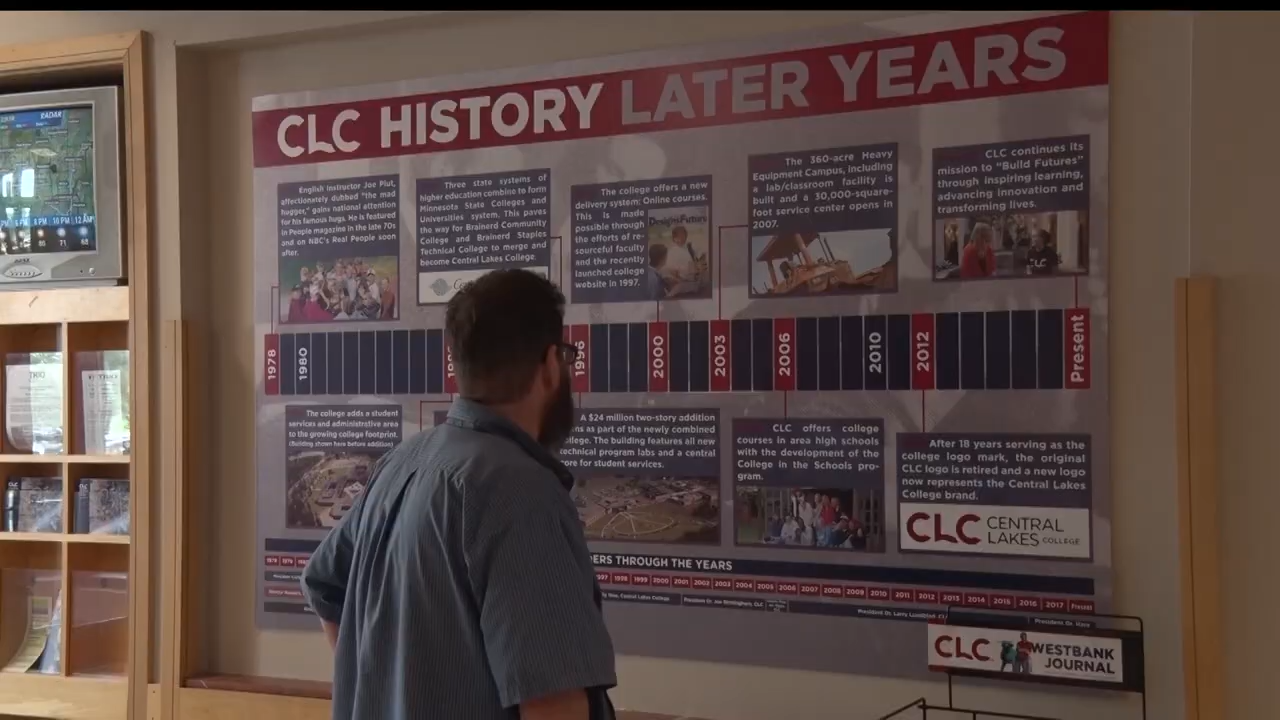 CLC HISTORY LATER YEARS
RADAR
English Instructor Joe Plut,
affectionately dubbed "the mad
hugger," gains national attention
for his famous hugs. He is featured
in People magazine in the late 70s
and on NBC's Real People soon
after.
Three state systems of
higher education combine to form
Minnesota State Colleges and
Universities system. This paves
the way for Brainerd Community
College and Brainerd Staples
Technical College to merge and
become Central Lakes College.
The college offers a new
delivery system: Online courses.
This is made
possible through
the efforts of re-
sourceful faculty
and the recently
launched college
website in 1997.
The 360-acre Heavy
Equipment Campus, including
a lab/classroom facility is
built and a 30,000-square-
foot service center opens in
2007.
CLC continues its
mission to "Build Futures"
through inspiring learning,
advancing innovation and
transforming lives.
1978 1980 1996 2000 2003 2006 2010 2012 Present
The college adds a student
services and administrative area
to the growing college footprint.
(Building shown here before addition)
A $24 million two-story addition
as part of the newly combined
The building features all new
program labs and a central
for student services.
CLC offers college
courses in area high schools
with the development of the
College in the Schools pro-
gram.
After 18 years serving as the
college logo mark, the original
CLC logo is retired and a new logo
now represents the Central Lakes
College brand.
CLC CENTRAL
LAKES COLLEGE
THROUGH THE YEARS
1978 1979 1998 1999 2000 2001 2002 2003 2004 2005 2006 2007 2008 2009 2010 2011 2012 2013 2014 2015 2016 2017 Present
CLC WESTBANK
JOURNAL